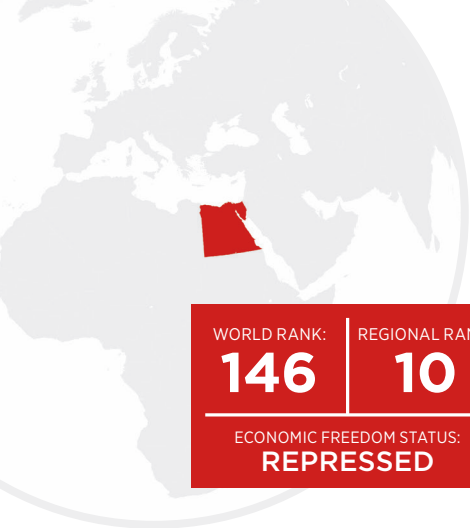 WORLD RANK:
146
REGIONAL RAN
10
ECONOMIC FREEDOM STATUS:
REPRESSED